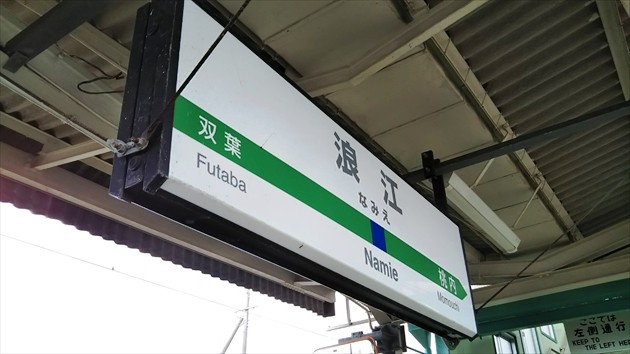 浪江
なみえ
双葉
Futaba
Namie
桃内
Momouchi
ここでは
左側通行
KEEP TO
THE LEFT HE